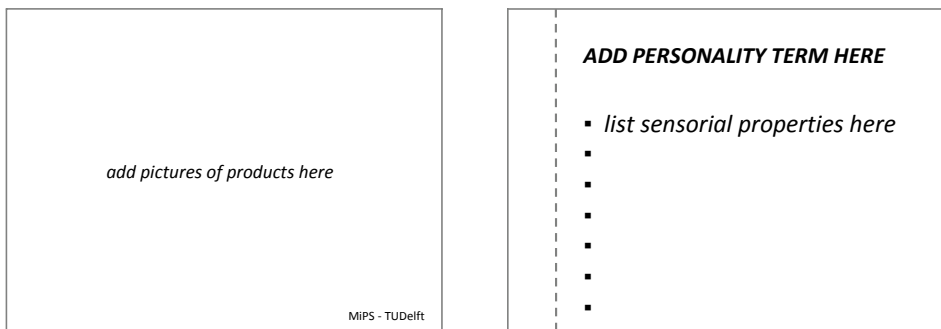 add pictures of products here
MiPS - TUDelft
ADD PERSONALITY TERM HERE
▪ list sensorial properties here
▪
▪
▪
▪
▪
▪